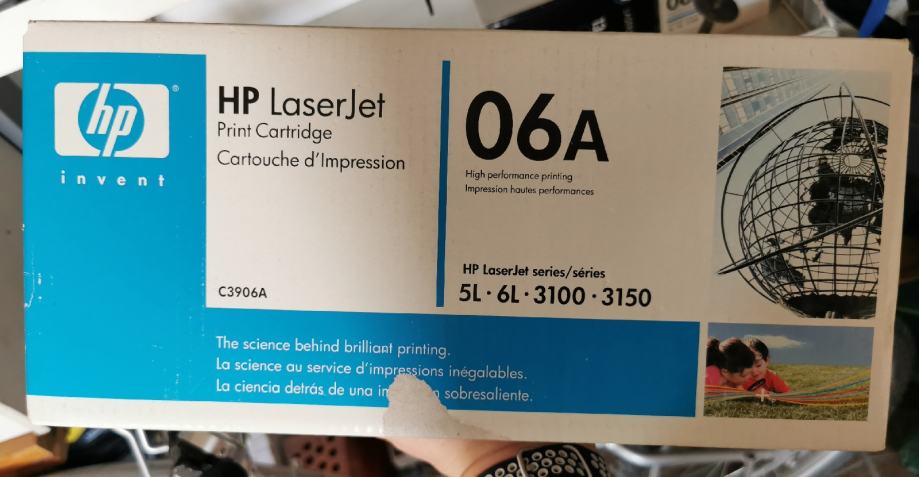 hp
®
invent
HP LaserJet
Print Cartridge
Cartouche d'Impression
C3906A
06A
High performance printing
Impression hautes performances
HP LaserJet series/séries
5L · 6L · 3100 · 3150
The science behind brilliant printing.
La science au service d'impressions inégalables.
La ciencia detrás de una sobresaliente.